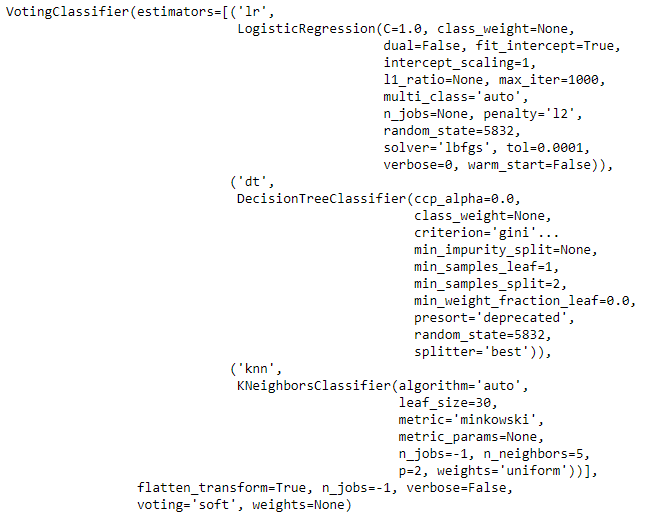 VotingClassifier(estimators=[('lr',
LogisticRegression(C=1.0, class_weight=None,
dual=False, fit_intercept=True,
intercept_scaling=1,
l1_ratio=None, max_iter=1000,
multi_class='auto',
n_jobs=None, penalty='l2',
random_state=5832,
solver='lbfgs', tol=0.0001,
verbose=0, warm_start=False)),
('dt',
DecisionTreeClassifier(ccp_alpha=0.0,
class_weight=None,
criterion='gini'...
min_impurity_split=None,
min_samples_leaf=1,
min_samples_split=2,
min_weight_fraction_leaf=0.0,
presort='deprecated',
random_state=5832,
splitter='best')),
('knn',
KNeighborsClassifier(algorithm='auto',
leaf_size=30,
metric='minkowski',
metric_params=None,
n_jobs=-1, n_neighbors=5,
p=2, weights='uniform'))],
flatten_transform=True, n_jobs=-1, verbose=False,
voting='soft', weights=None)